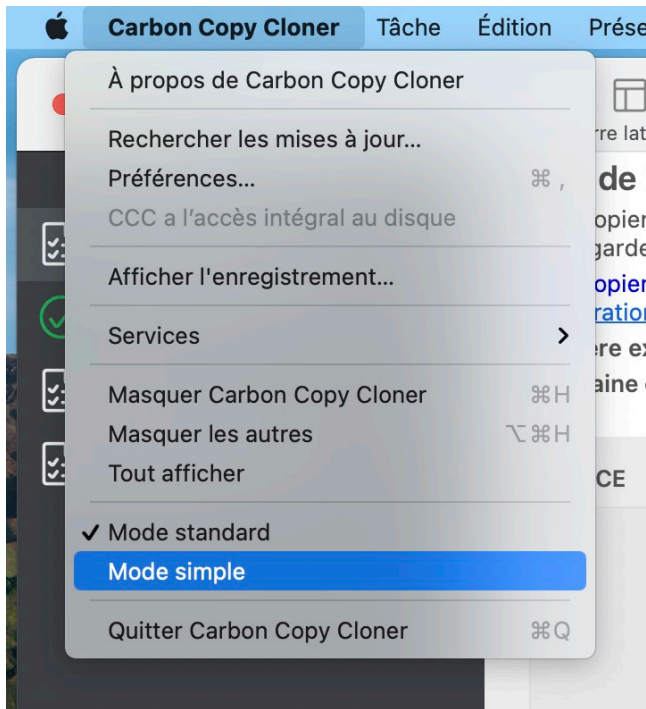 Carbon Copy Cloner Tâche Édition
À propos de Carbon Copy Cloner
Rechercher les mises à jour...
Préférences... ⌘ ,
CCC a l’accès intégral au disque
Afficher l'enregistrement...
Services
Masquer Carbon Copy Cloner ⌘H
Masquer les autres ⌥⌘H
Tout afficher
Mode standard
Mode simple
Quitter Carbon Copy Cloner ⌘Q
de
CE